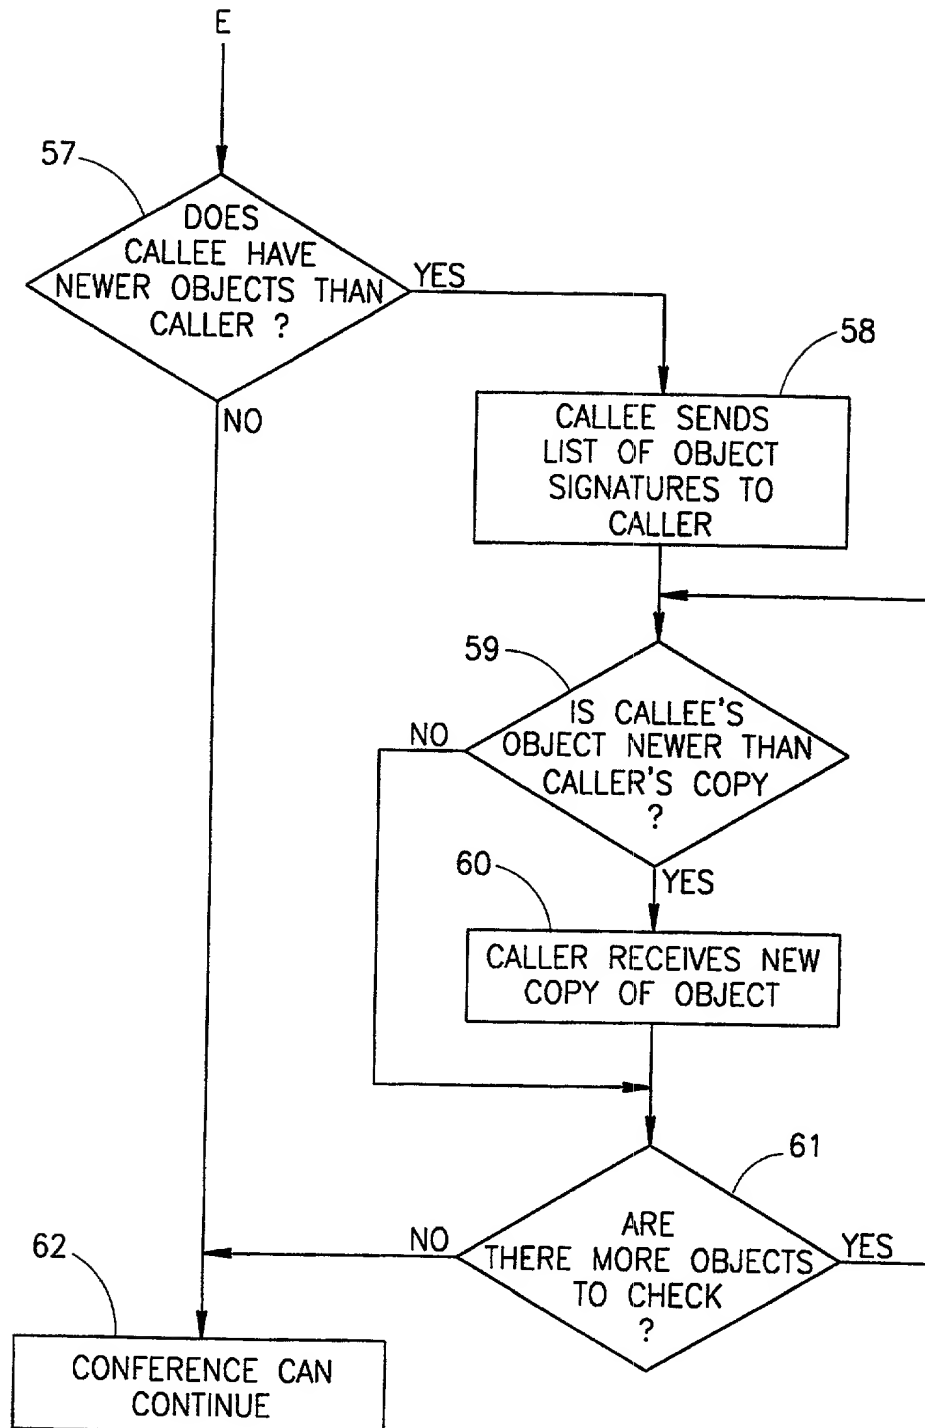 E
57
DOES
CALLEE HAVE
NEWER OBJECTS THAN
CALLER ?
YES
NO
58
CALLEE SENDS
LIST OF OBJECT
SIGNATURES TO
CALLER
59
IS CALLEE'S
OBJECT NEWER THAN
CALLER'S COPY
?
NO
YES
60
CALLER RECEIVES NEW
COPY OF OBJECT
61
ARE
THERE MORE OBJECTS
TO CHECK
?
NO
YES
62
CONFERENCE CAN
CONTINUE